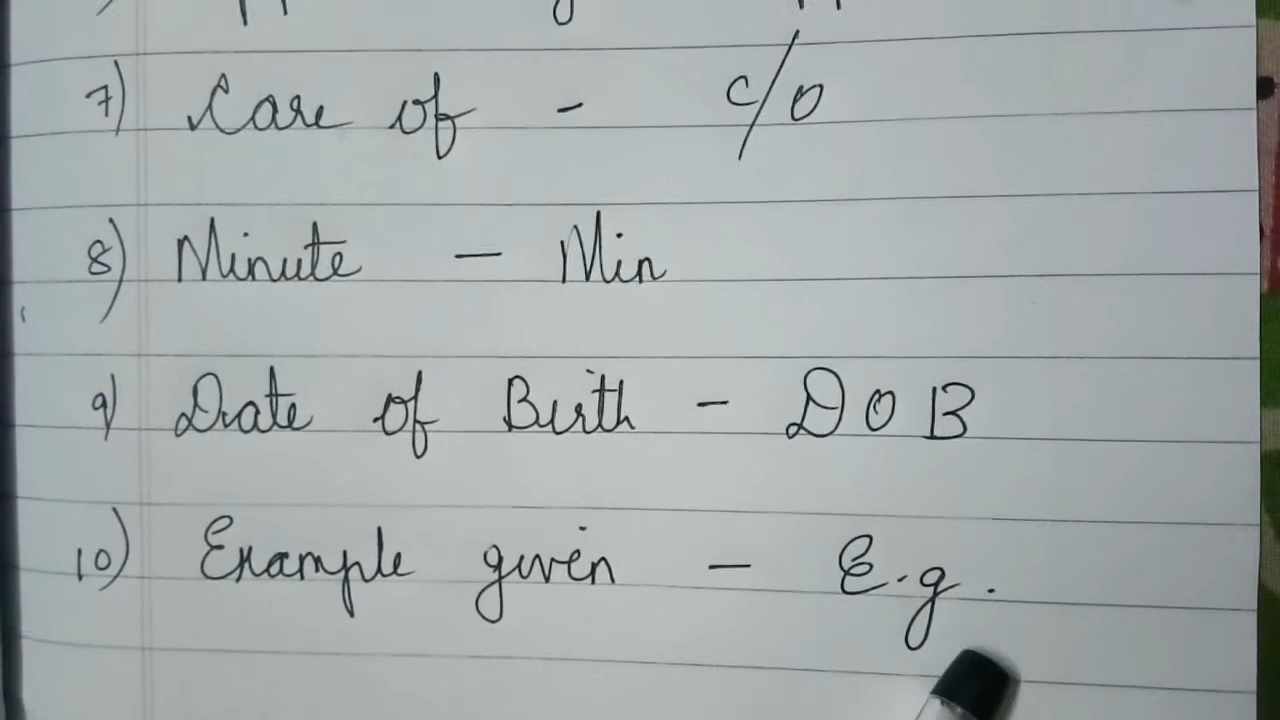 7) Care of - c/o
8) Minute - Min
9) Date of Birth - DOB
10) Example given - E.g.